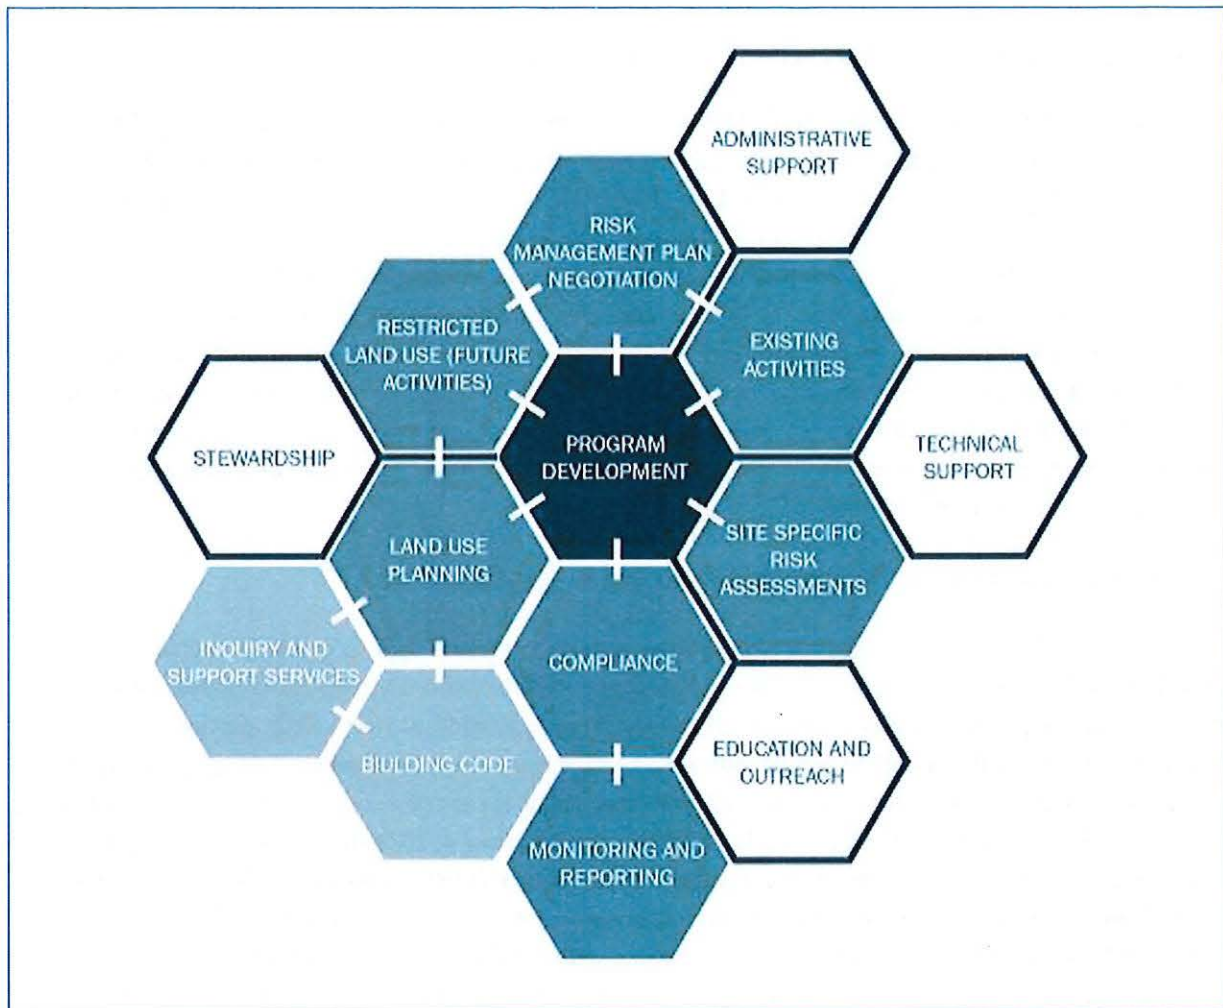 ADMINISTRATIVE
SUPPORT
RISK
MANAGEMENT PLAN
NEGOTIATION
RESTRICTED
LAND USE (FUTURE
ACTIVITIES)
EXISTING
ACTIVITIES
STEWARDSHIP
PROGRAM
DEVELOPMENT
TECHNICAL
SUPPORT
LAND USE
PLANNING
SITE SPECIFIC
RISK
ASSESSMENTS
INQUIRY AND
SUPPORT SERVICES
COMPLIANCE
BIULDING CODE
EDUCATION AND
OUTREACH
MONITORING AND
REPORTING